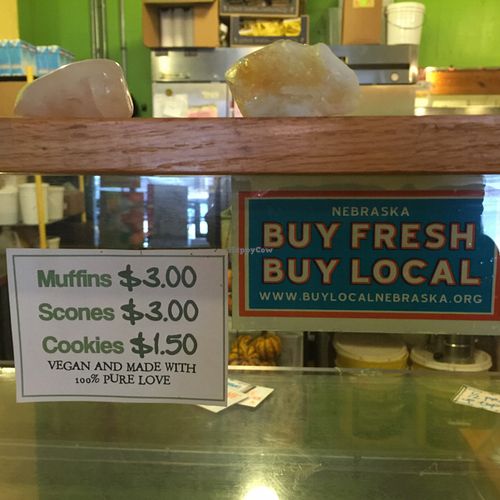 NEBRASKA
BUY FRESH
BUY LOCAL
WWW.BUYLOCALNEBRASKA.ORG
Muffins $3.00
Scones $3.00
Cookies $1.50
VEGAN AND MADE WITH
100% PURE LOVE
HappyCow